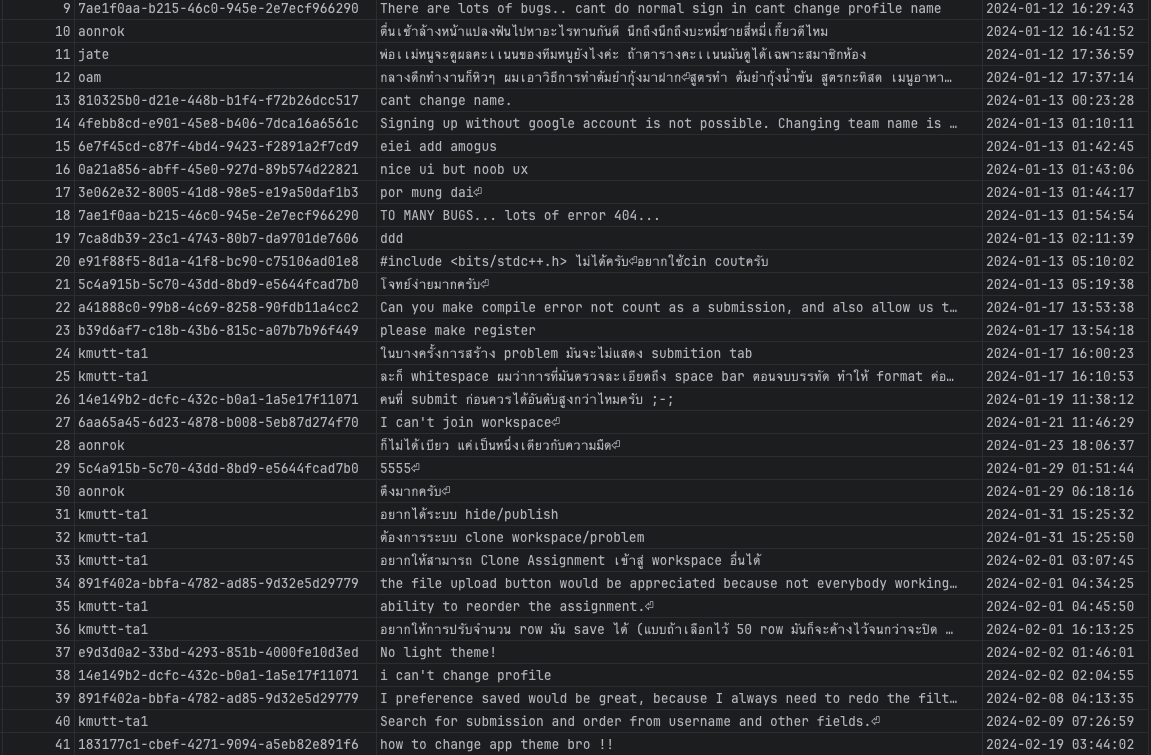 9 7ae1f0aa-b215-46c0-945e-2e7ecf966290 There are lots of bugs.. cant do normal sign in cant change profile name 2024-01-12 16:29:43
10 aonrok ตื่นเช้าล้างหน้าแปลงฟันไปหาอะไรทานกันดี นึกถึงนึกถึงบะหมี่ชายสี่หมี่เกี๊ยวดีไหม 2024-01-12 16:41:52
11 jate พ่อแม่หนูจะดูผลคะแนนของทีมหนูยังไงค่ะ ถ้าตารางคะแนนมันดูได้เฉพาะสมาชิกห้อง 2024-01-12 17:36:59
12 oam กลางดึกทำงานก็หิวๆ ผมเอาวิธีการทำต้มยำกุ้งมาฝาก⏎สูตรทำ ต้มยำกุ้งน้ำข้น สูตรกะทิสด เมนูอาหา… 2024-01-12 17:37:14
13 810325b0-d21e-448b-b1f4-f72b26dcc517 cant change name. 2024-01-13 00:23:28
14 4febb8cd-e901-45e8-b406-7dca16a6561c Signing up without google account is not possible. Changing team name is … 2024-01-13 01:10:11
15 6e7f45cd-c87f-4bd4-9423-f2891a2f7cd9 eiei add amogus 2024-01-13 01:42:45
16 0a21a856-abff-45e0-927d-89b574d22821 nice ui but noob ux 2024-01-13 01:43:06
17 3e062e32-8005-41d8-98e5-e19a50daf1b3 por mung dai⏎ 2024-01-13 01:44:17
18 7ae1f0aa-b215-46c0-945e-2e7ecf966290 TO MANY BUGS... lots of error 404... 2024-01-13 01:54:54
19 7ca8db39-23c1-4743-80b7-da9701de7606 ddd 2024-01-13 02:11:39
20 e91f88f5-8d1a-41f8-bc90-c75106ad01e8 #include <bits/stdc++.h> ไม่ได้ครับ⏎อยากใช้cin coutครับ 2024-01-13 05:10:02
21 5c4a915b-5c70-43dd-8bd9-e5644fcad7b0 โจทย์ง่ายมากครับ⏎ 2024-01-13 05:19:38
22 a41888c0-99b8-4c69-8258-90fdb11a4cc2 Can you make compile error not count as a submission, and also allow us t… 2024-01-17 13:53:38
23 b39d6af7-c18b-43b6-815c-a07b7b96f449 please make register 2024-01-17 13:54:18
24 kmutt-ta1 ในบางครั้งการสร้าง problem มันจะไม่แสดง submition tab 2024-01-17 16:00:23
25 kmutt-ta1 ละก็ whitespace ผมว่าการที่มันตรวจละเอียดถึง space bar ตอนจบบรรทัด ทำให้ format ค่อ… 2024-01-17 16:10:53
26 14e149b2-dcfc-432c-b0a1-1a5e17f11071 คนที่ submit ก่อนควรได้อันดับสูงกว่าไหมครับ ;-; 2024-01-19 11:38:12
27 6aa65a45-6d23-4878-b008-5eb87d274f70 I can't join workspace⏎ 2024-01-21 11:46:29
28 aonrok ก็ไม่ได้เบียว แค่เป็นหนึ่งเดียวกับความมืด⏎ 2024-01-23 18:06:37
29 5c4a915b-5c70-43dd-8bd9-e5644fcad7b0 5555⏎ 2024-01-29 01:51:44
30 aonrok ตึงมากครับ⏎ 2024-01-29 06:18:16
31 kmutt-ta1 อยากได้ระบบ hide/publish 2024-01-31 15:25:32
32 kmutt-ta1 ต้องการระบบ clone workspace/problem 2024-01-31 15:25:50
33 kmutt-ta1 อยากให้สามารถ Clone Assignment เข้าสู่ workspace อื่นได้ 2024-02-01 03:07:45
34 891f402a-bbfa-4782-ad85-9d32e5d29779 the file upload button would be appreciated because not everybody working… 2024-02-01 04:34:25
35 kmutt-ta1 ability to reorder the assignment.⏎ 2024-02-01 04:45:50
36 kmutt-ta1 อยากให้การปรับจำนวน row มัน save ได้ (แบบถ้าเลือกไว้ 50 row มันก็จะค้างไว้จนกว่าจะปิด … 2024-02-01 16:13:25
37 e9d3d0a2-33bd-4293-851b-4000fe10d3ed No light theme! 2024-02-02 01:46:01
38 14e149b2-dcfc-432c-b0a1-1a5e17f11071 i can't change profile 2024-02-02 02:04:55
39 891f402a-bbfa-4782-ad85-9d32e5d29779 I preference saved would be great, because I always need to redo the filt… 2024-02-08 04:13:35
40 kmutt-ta1 Search for submission and order from username and other fields.⏎ 2024-02-09 07:26:59
41 183177c1-cbef-4271-9094-a5eb82e891f6 how to change app theme bro !! 2024-02-19 03:44:02